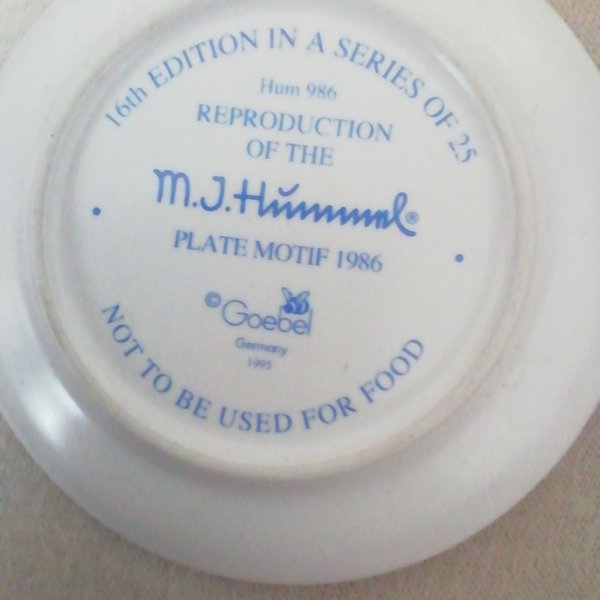 16th EDITION IN A SERIES OF 25
Hum 986
REPRODUCTION
OF THE
M.J.Hummel®
PLATE MOTIF 1986
© Goebel
Germany
1995
NOT TO BE USED FOR FOOD